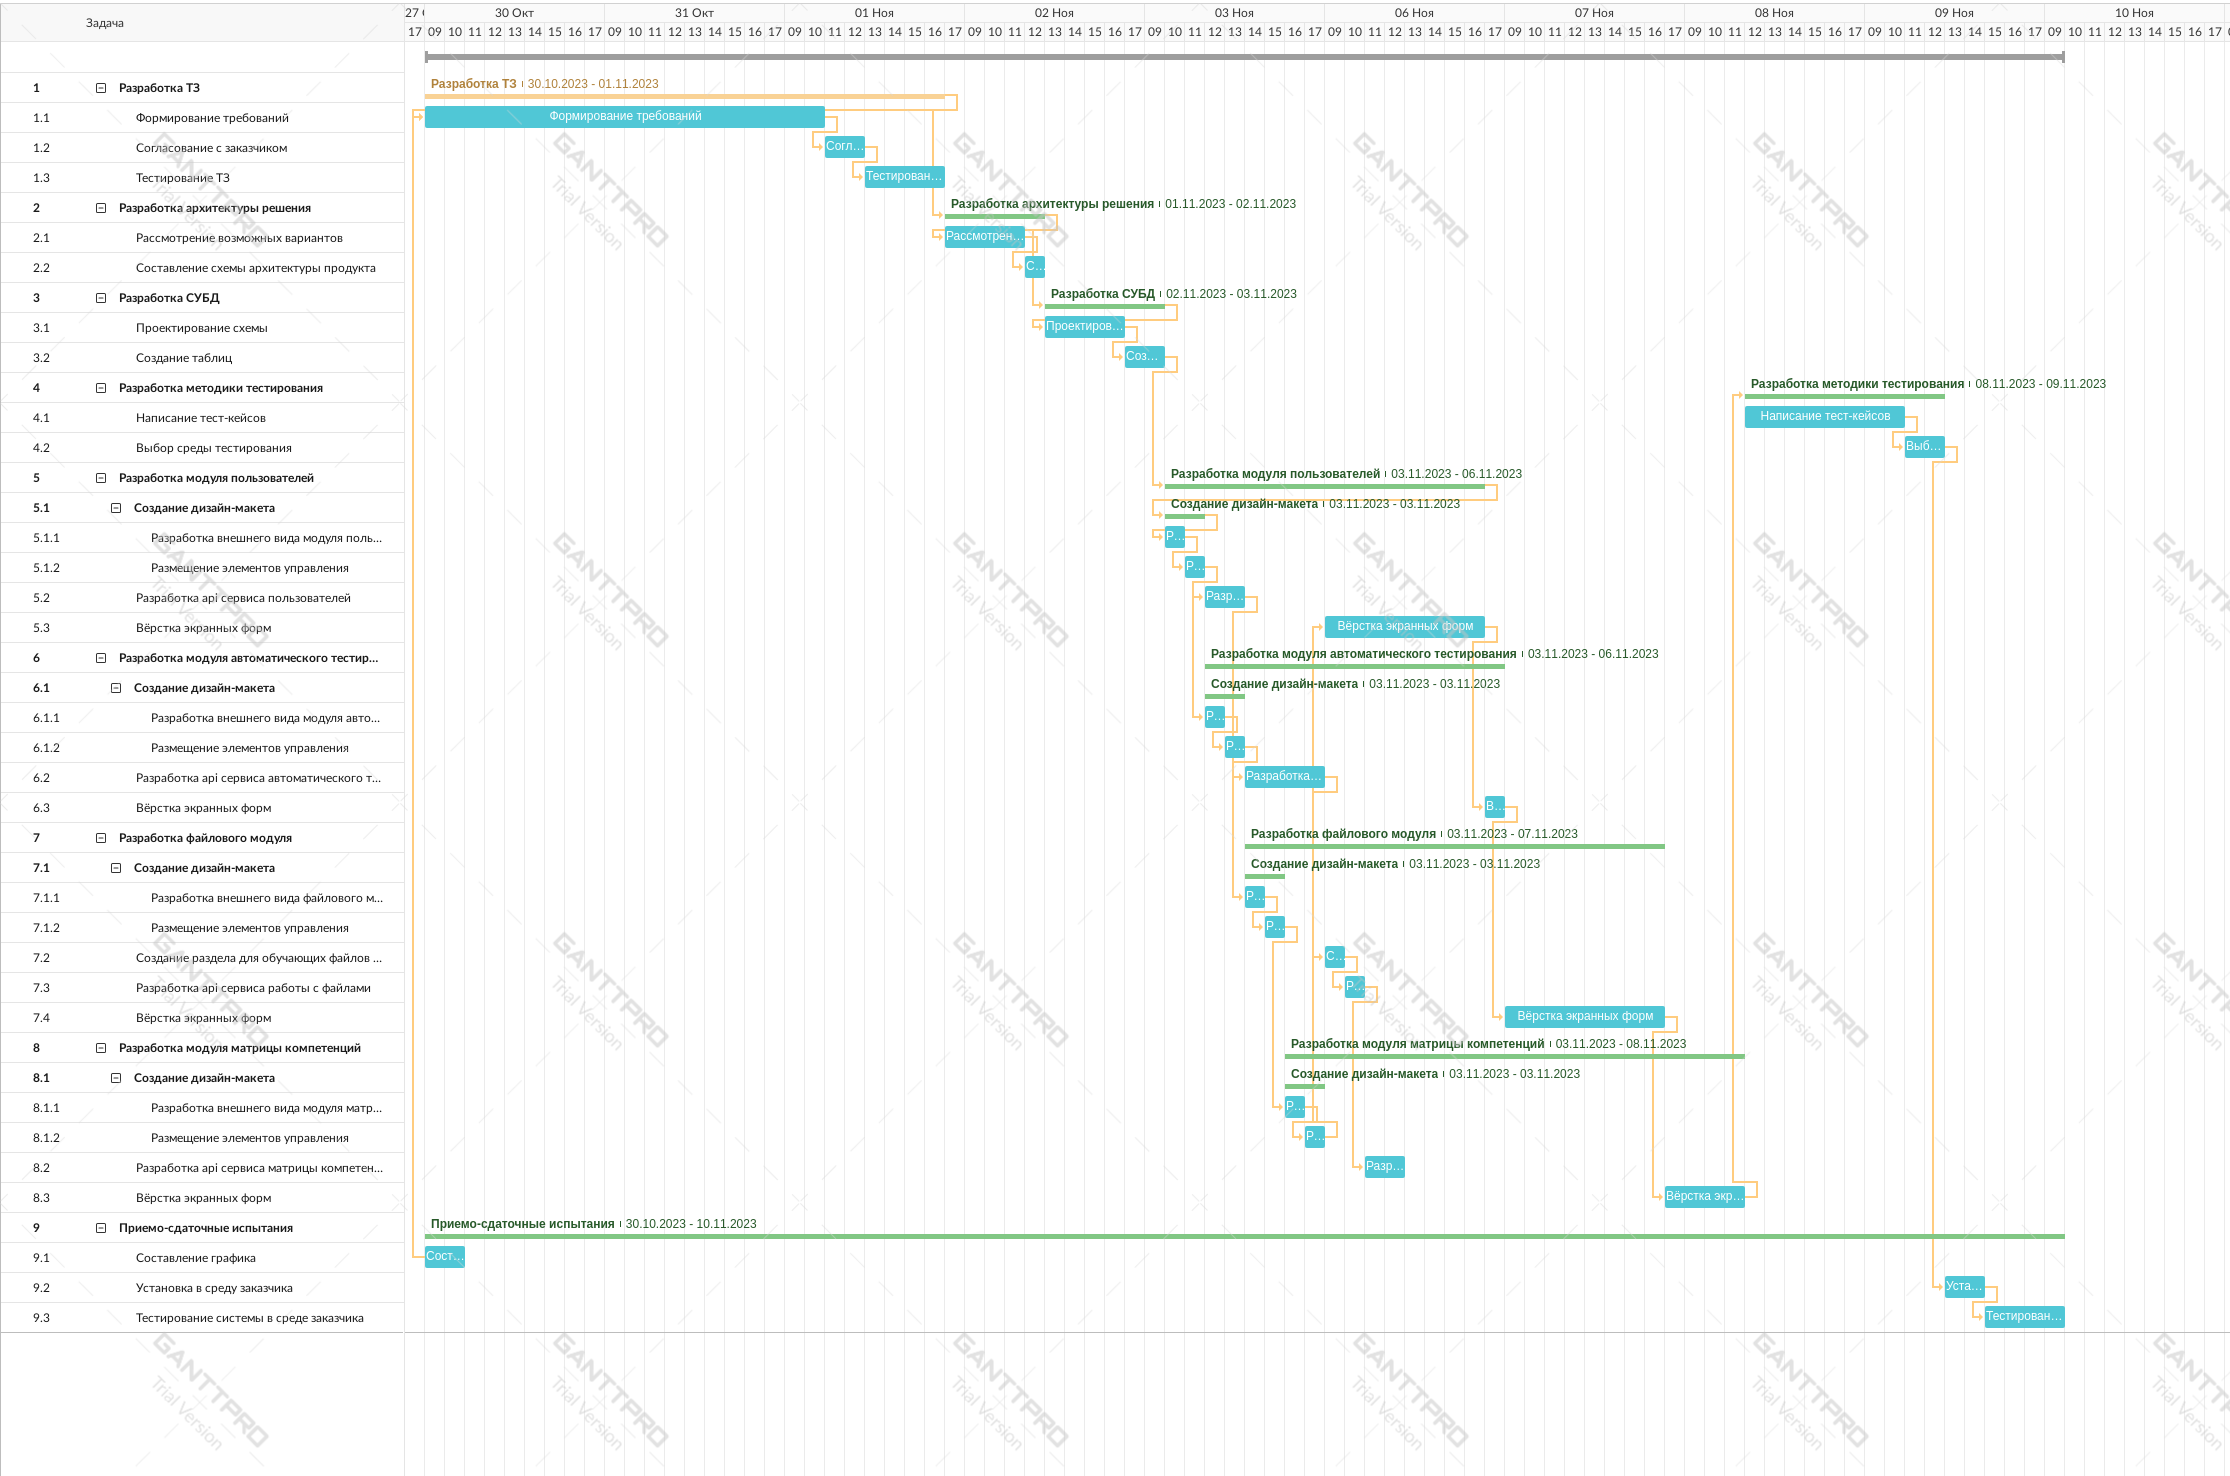 Задача
27 (
30 Окт
31 Окт
01 Ноя
02 Ноя
03 Ноя
06 Ноя
07 Ноя
08 Ноя
09 Ноя
10 Ноя
17 09 10 11 12 13 14 15 16 17 09 10 11 12 13 14 15 16 17 09 10 11 12 13 14 15 16 17 09 10 11 12 13 14 15 16 17 09 10 11 12 13 14 15 16 17 09 10 11 12 13 14 15 16 17 09 10 11 12 13 14 15 16 17 09 10 11 12 13 14 15 16 17 09 10 11 12 13 14 15 16 17 09 10 11 12 13 14 15 16 17
1 Разработка ТЗ Разработка ТЗ 30.10.2023 - 01.11.2023
1.1 Формирование требований Формирование требований
1.2 Согласование с заказчиком Согл...
1.3 Тестирование ТЗ Тестирован...
2 Разработка архитектуры решения Разработка архитектуры решения 01.11.2023 - 02.11.2023
2.1 Рассмотрение возможных вариантов Рассмотрен...
2.2 Составление схемы архитектуры продукта С...
3 Разработка СУБД Разработка СУБД 02.11.2023 - 03.11.2023
3.1 Проектирование схемы Проектиров...
3.2 Создание таблиц Соз...
4 Разработка методики тестирования Разработка методики тестирования 08.11.2023 - 09.11.2023
4.1 Написание тест-кейсов Написание тест-кейсов
4.2 Выбор среды тестирования Выб...
5 Разработка модуля пользователей Разработка модуля пользователей 03.11.2023 - 06.11.2023
5.1 Создание дизайн-макета Создание дизайн-макета 03.11.2023 - 03.11.2023
5.1.1 Разработка внешнего вида модуля поль... Р...
5.1.2 Размещение элементов управления Р...
5.2 Разработка api сервиса пользователей Разр...
5.3 Вёрстка экранных форм Вёрстка экранных форм
6 Разработка модуля автоматического тестир... Разработка модуля автоматического тестирования 03.11.2023 - 06.11.2023
6.1 Создание дизайн-макета Создание дизайн-макета 03.11.2023 - 03.11.2023
6.1.1 Разработка внешнего вида модуля авто... Р...
6.1.2 Размещение элементов управления Р...
6.2 Разработка api сервиса автоматического т... Разработка...
6.3 Вёрстка экранных форм В...
7 Разработка файлового модуля Разработка файлового модуля 03.11.2023 - 07.11.2023
7.1 Создание дизайн-макета Создание дизайн-макета 03.11.2023 - 03.11.2023
7.1.1 Разработка внешнего вида файлового м... Р...
7.1.2 Размещение элементов управления Р...
7.2 Создание раздела для обучающих файлов ... С...
7.3 Разработка api сервиса работы с файлами Р...
7.4 Вёрстка экранных форм Вёрстка экранных форм
8 Разработка модуля матрицы компетенций Разработка модуля матрицы компетенций 03.11.2023 - 08.11.2023
8.1 Создание дизайн-макета Создание дизайн-макета 03.11.2023 - 03.11.2023
8.1.1 Разработка внешнего вида модуля матр... Р...
8.1.2 Размещение элементов управления Р...
8.2 Разработка api сервиса матрицы компетен... Разр...
8.3 Вёрстка экранных форм Вёрстка экр...
9 Приемо-сдаточные испытания Приемо-сдаточные испытания 30.10.2023 - 10.11.2023
9.1 Составление графика Сост...
9.2 Установка в среду заказчика Уста...
9.3 Тестирование системы в среде заказчика Тестирован...
GANTTPRO
Trial Version